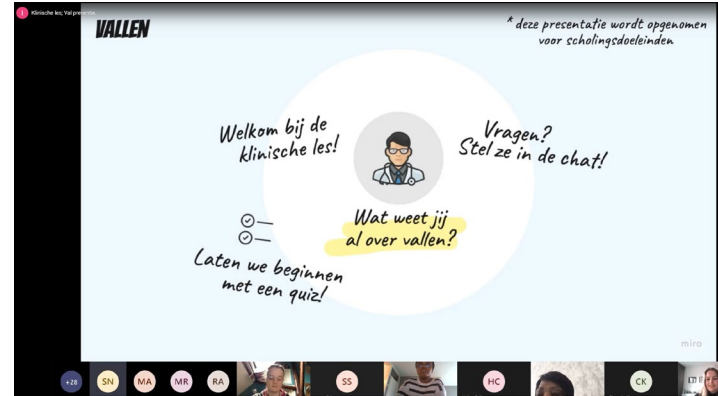 Klinische les; Val preventie
VALLEN
* deze presentatie wordt opgenomen
voor scholingsdoeleinden
Welkom bij de
klinische les!
Vragen?
Stel ze in de chat!
Wat weet jij
al over vallen?
Laten we beginnen
met een quiz!
miro
+28
SN
MA
MR
RA
SS
HC
CK